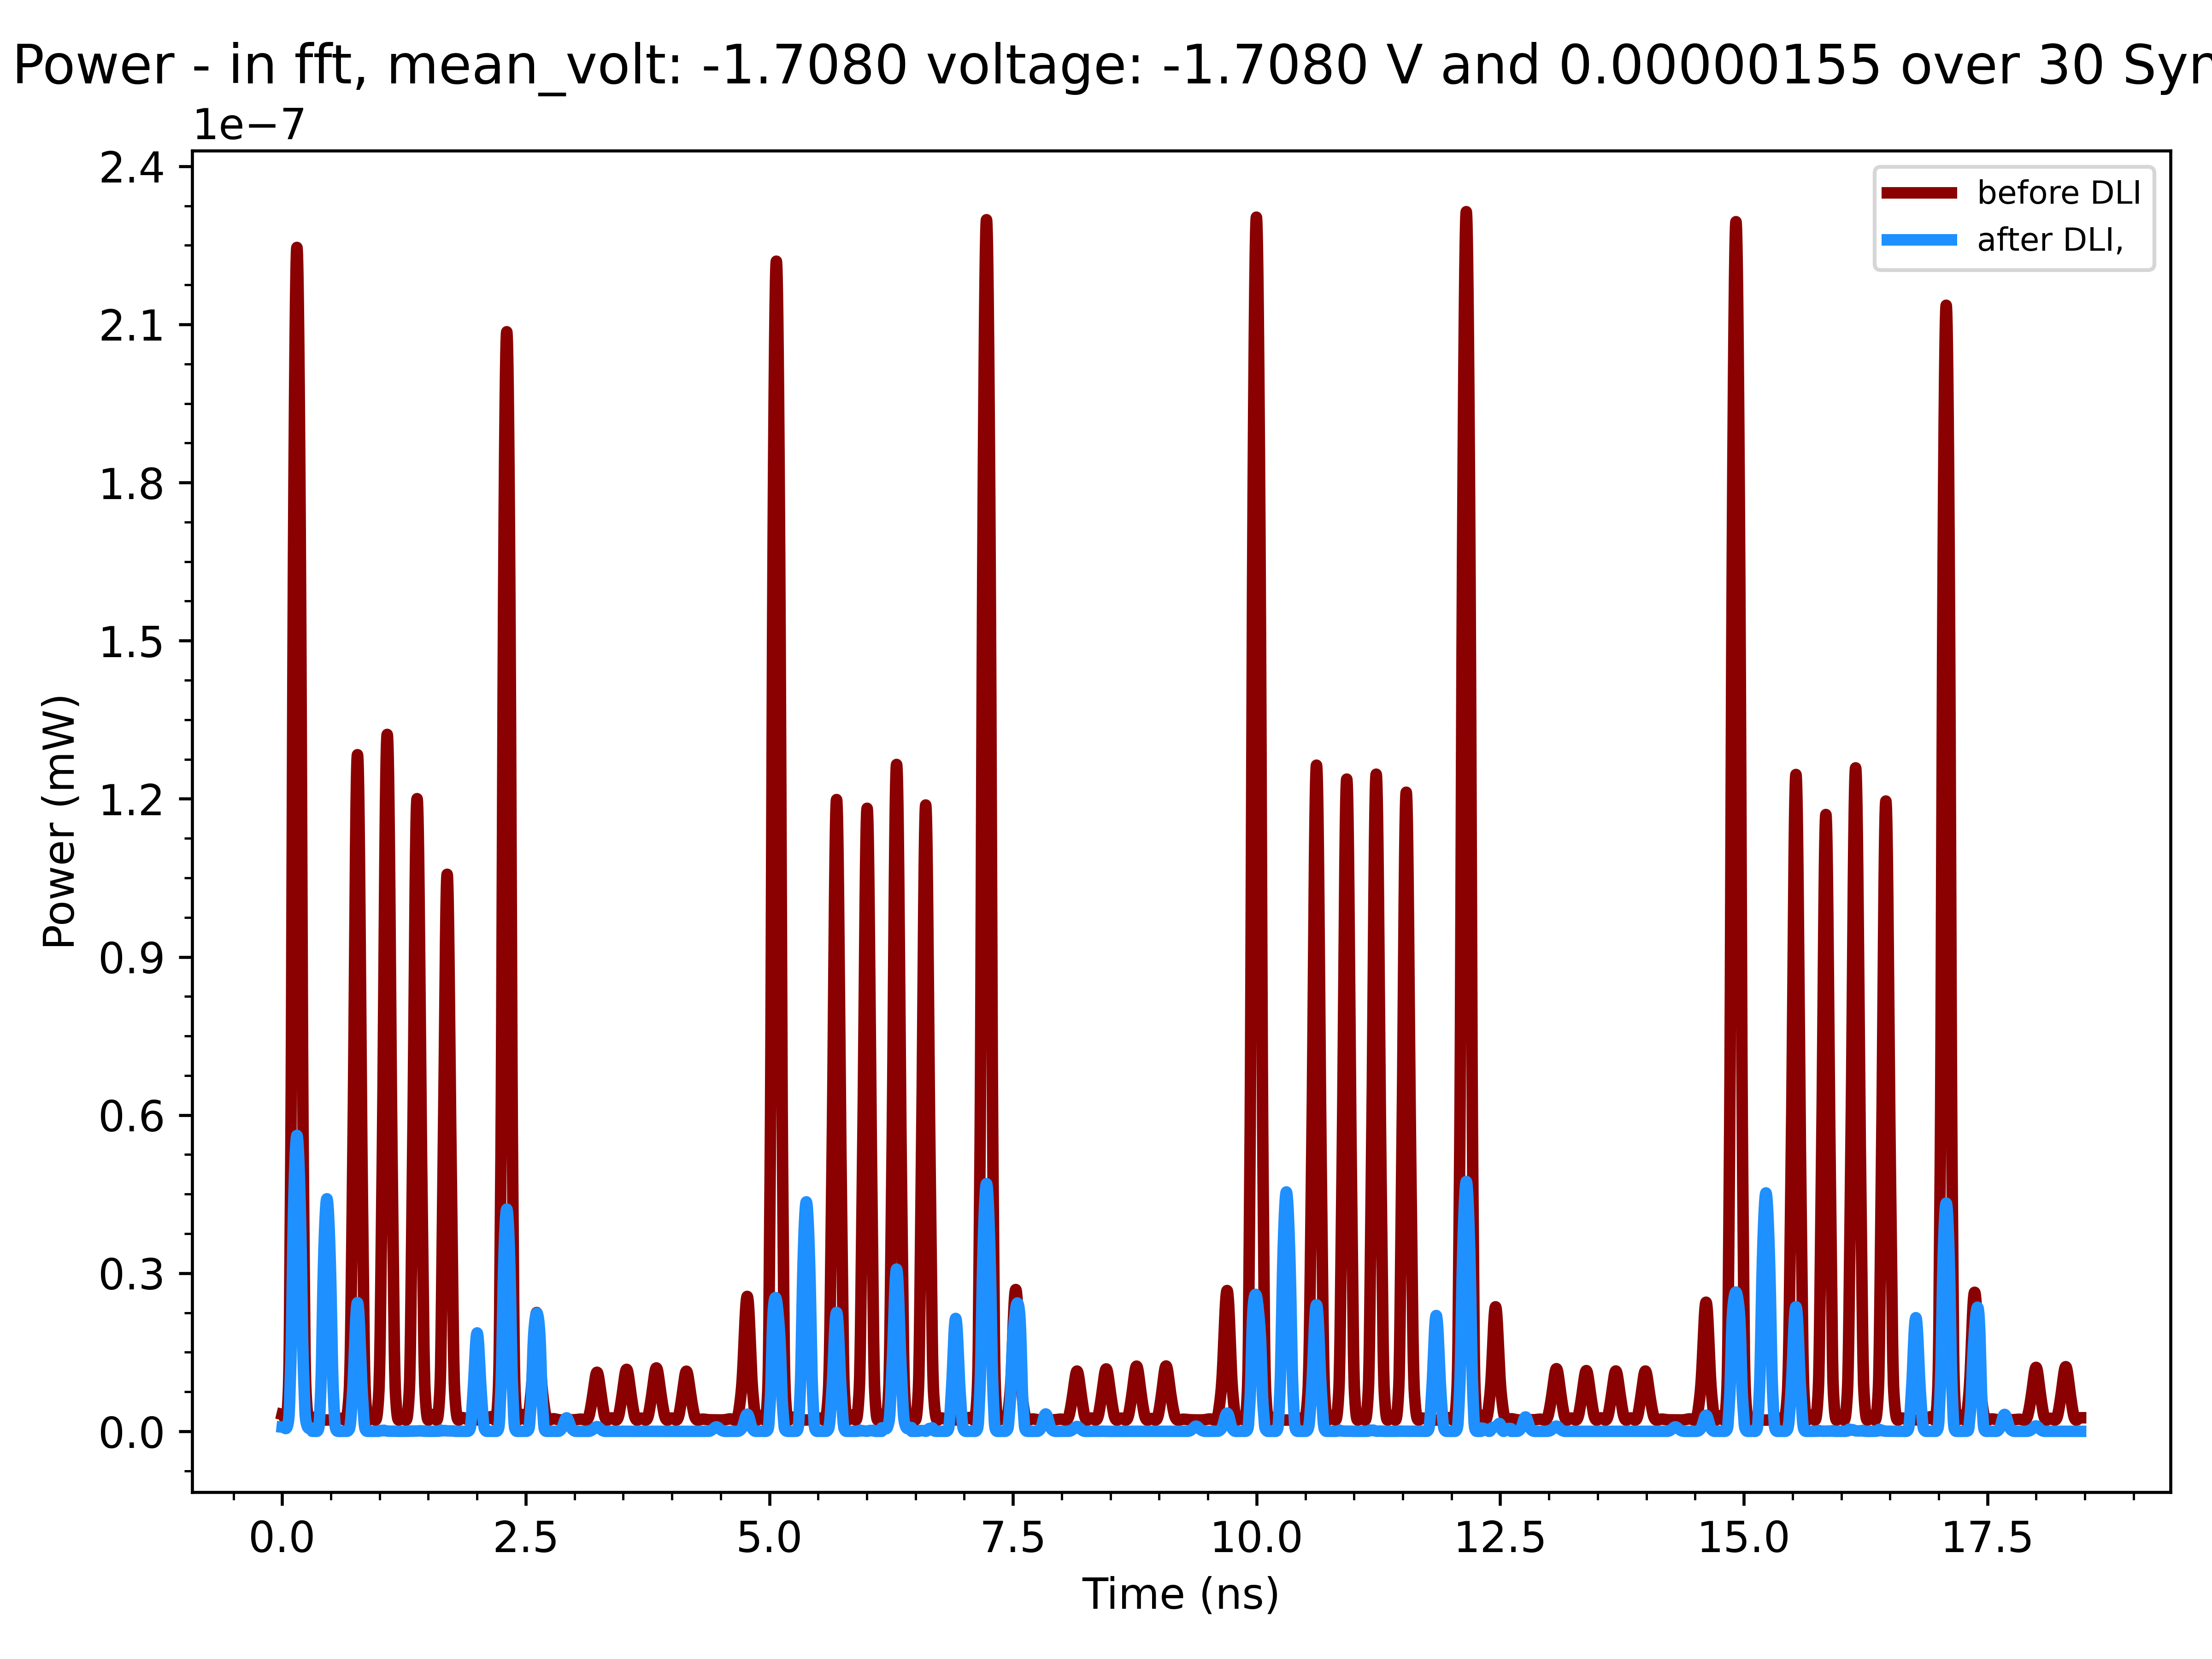 Power - in fft, mean_volt: -1.7080 voltage: -1.7080 V and 0.00000155 over 30
1e−7
2.4
2.1
1.8
1.5
1.2
0.9
0.6
0.3
0.0
Power (mW)
before DLI
after DLI,
0.0 2.5 5.0 7.5 10.0 12.5 15.0 17.5
Time (ns)